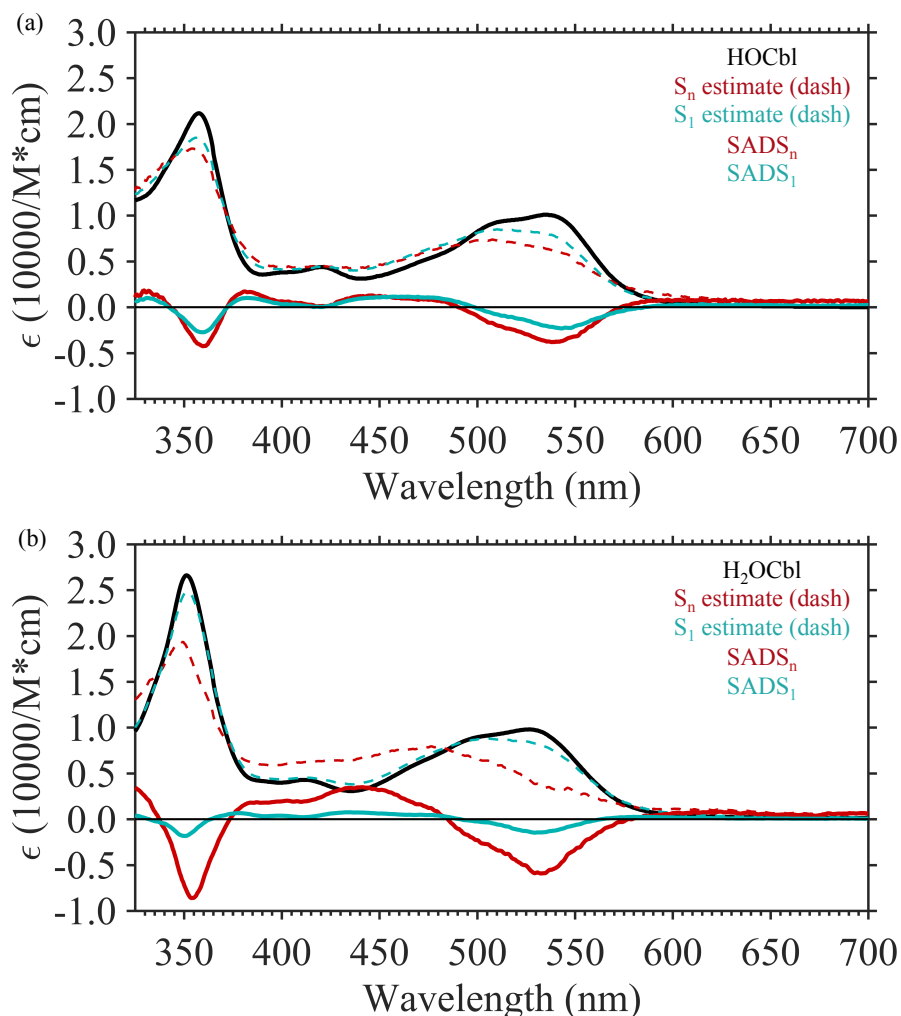 (a)
3.0
2.5
2.0
1.5
1.0
0.5
0.0
-0.5
-1.0
ϵ (10000/M*cm)
HOCbl
Sn estimate (dash)
S1 estimate (dash)
SADSn
SADS1
350 400 450 500 550 600 650 700
Wavelength (nm)
(b)
3.0
2.5
2.0
1.5
1.0
0.5
0.0
-0.5
-1.0
ϵ (10000/M*cm)
H2OCbl
Sn estimate (dash)
S1 estimate (dash)
SADSn
SADS1
350 400 450 500 550 600 650 700
Wavelength (nm)